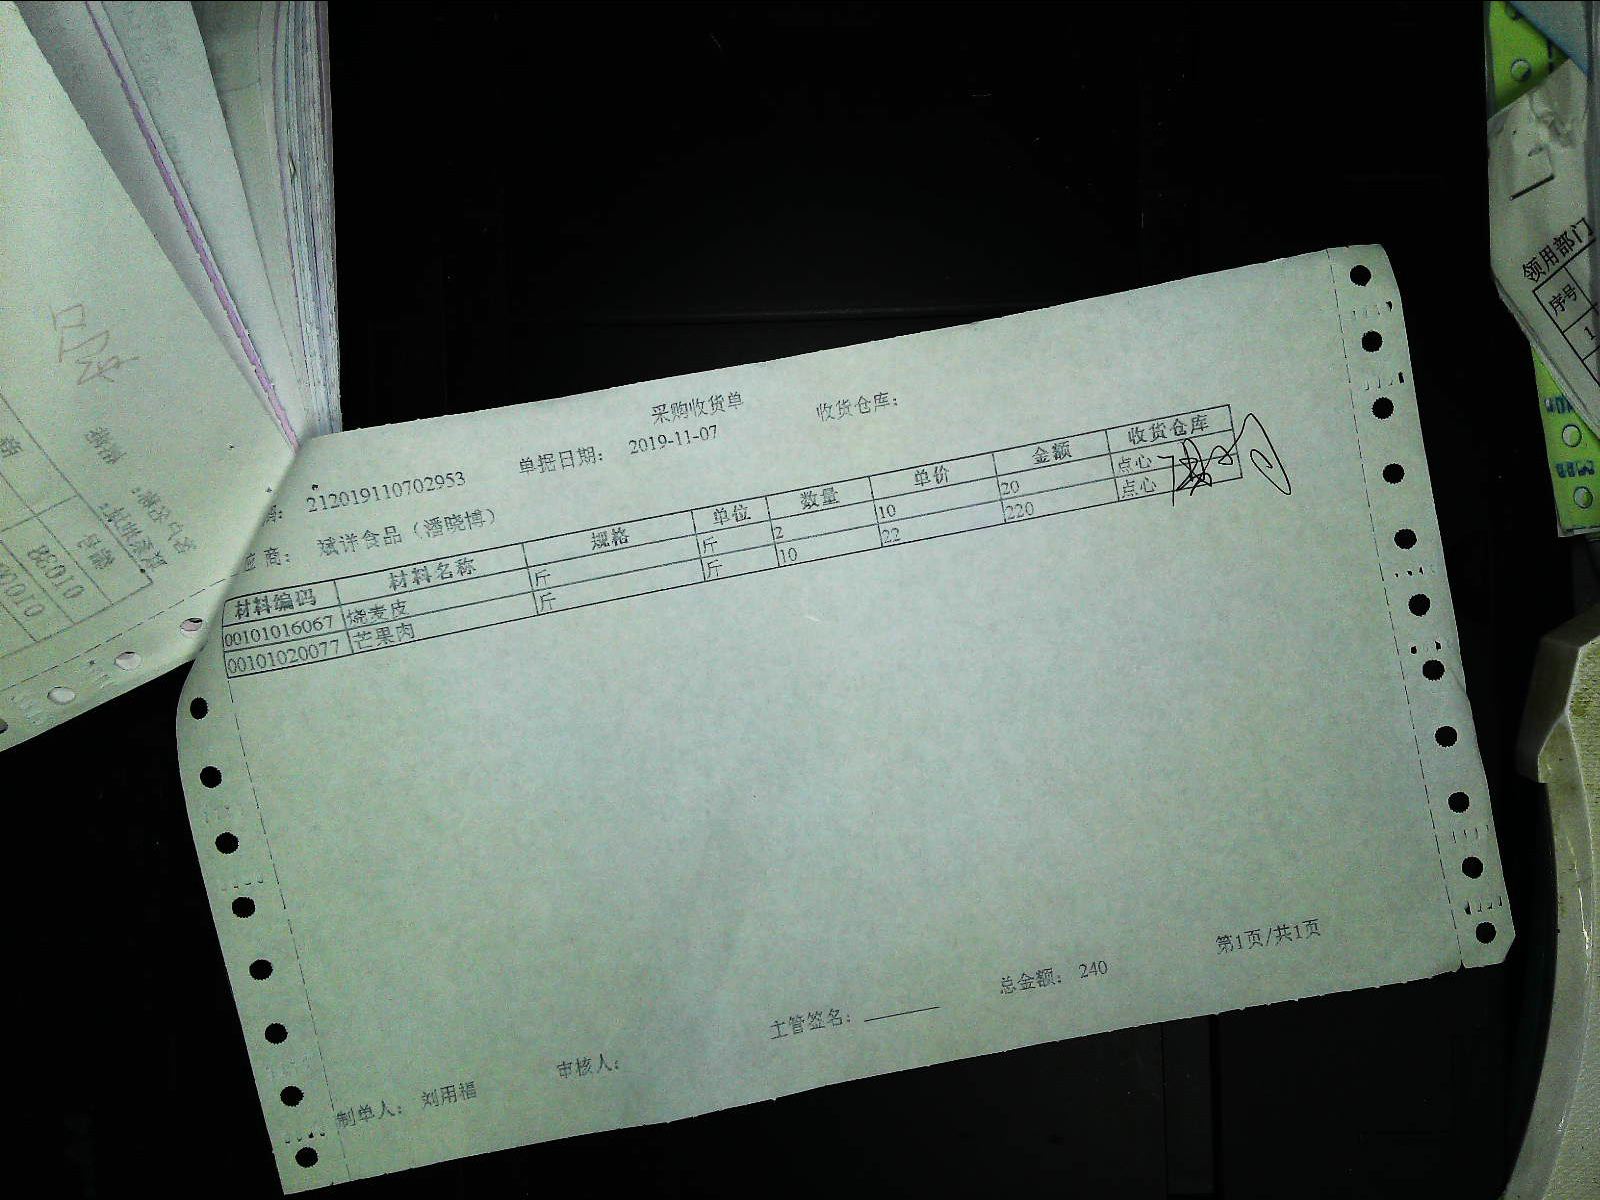 采购收货单
收货仓库：
212019110702953 单据日期： 2019-11-07
商： 斌洋食品（潘晓博）
材料编码 材料名称 规格 单位 数量 单价 金额 收货仓库
00101016067 烧麦皮 斤 斤 2 10 20 点心
00101020077 芒果肉 斤 斤 10 22 220 点心
制单人： 刘用福 审核人： 主管签名： 总金额： 240 第1页/共1页
领用部门
序号
1